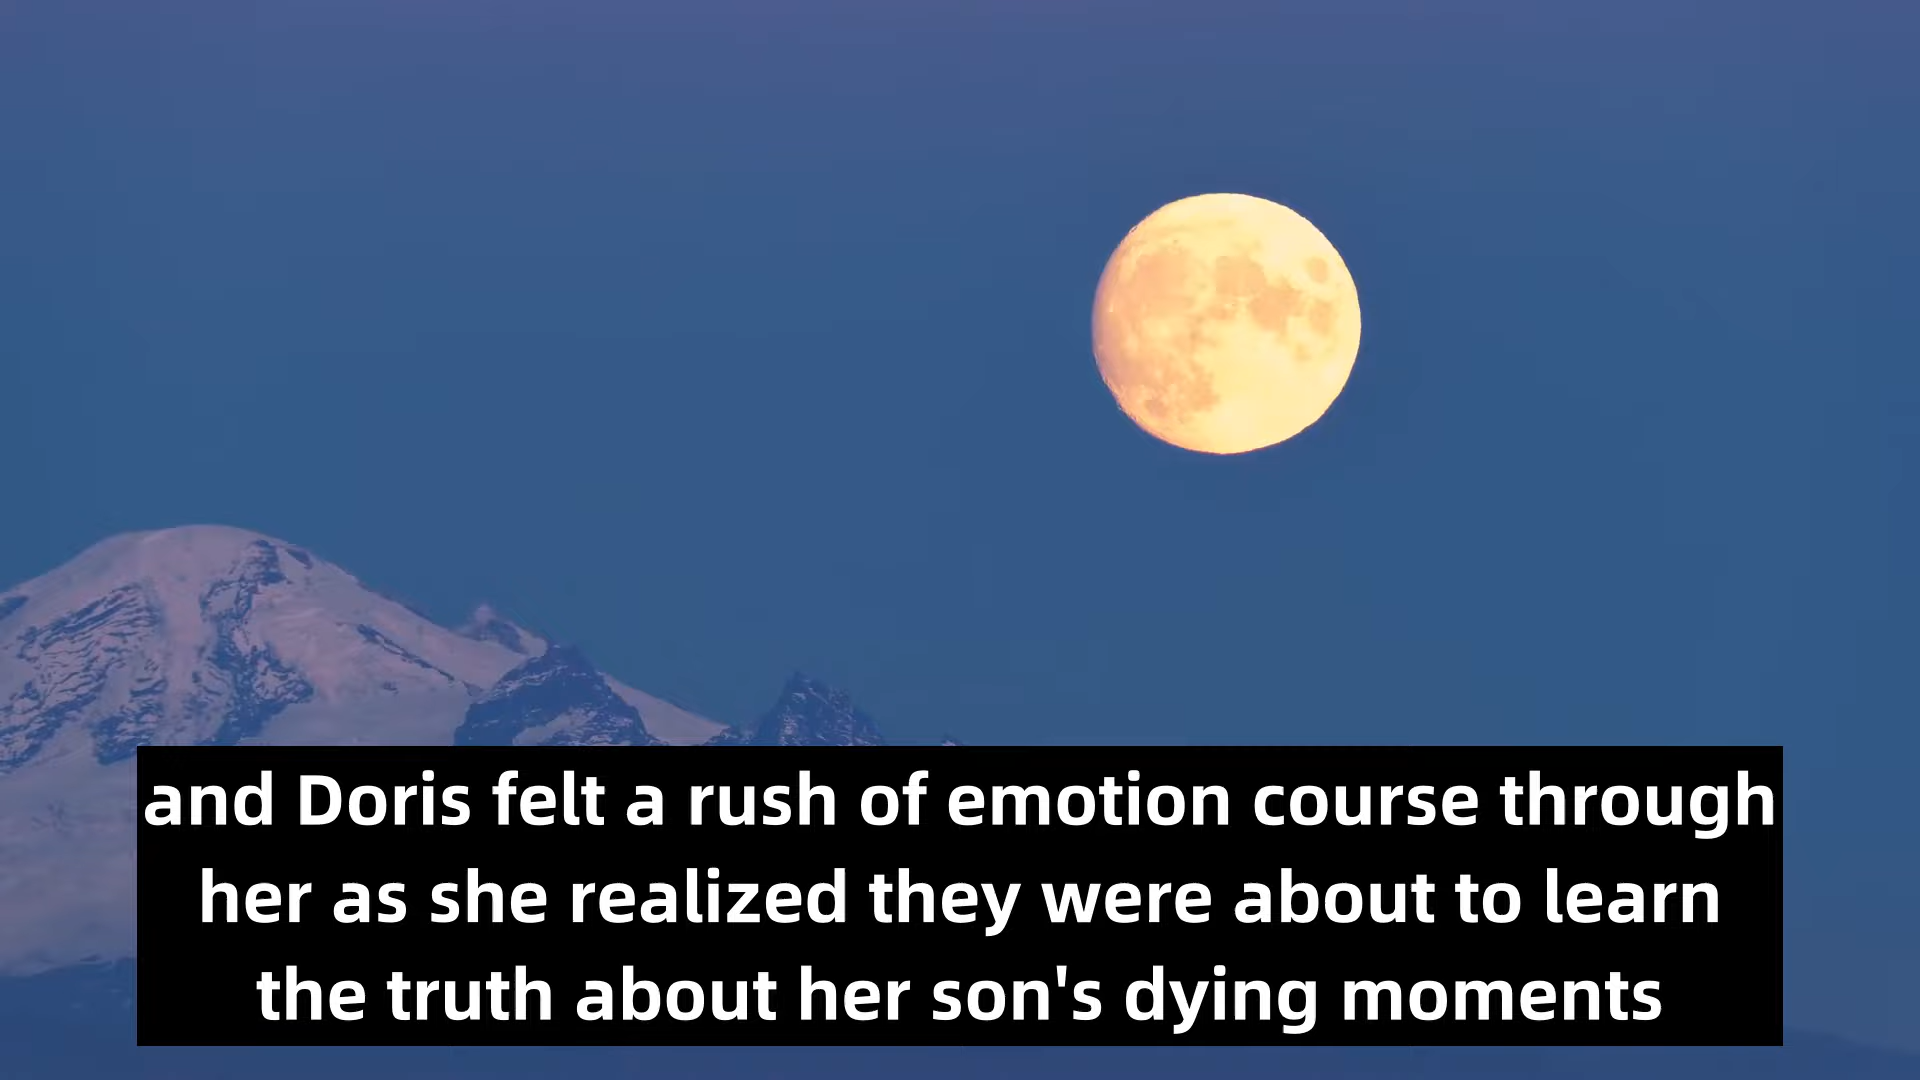 and Doris felt a rush of emotion course through
her as she realized they were about to learn
the truth about her son's dying moments